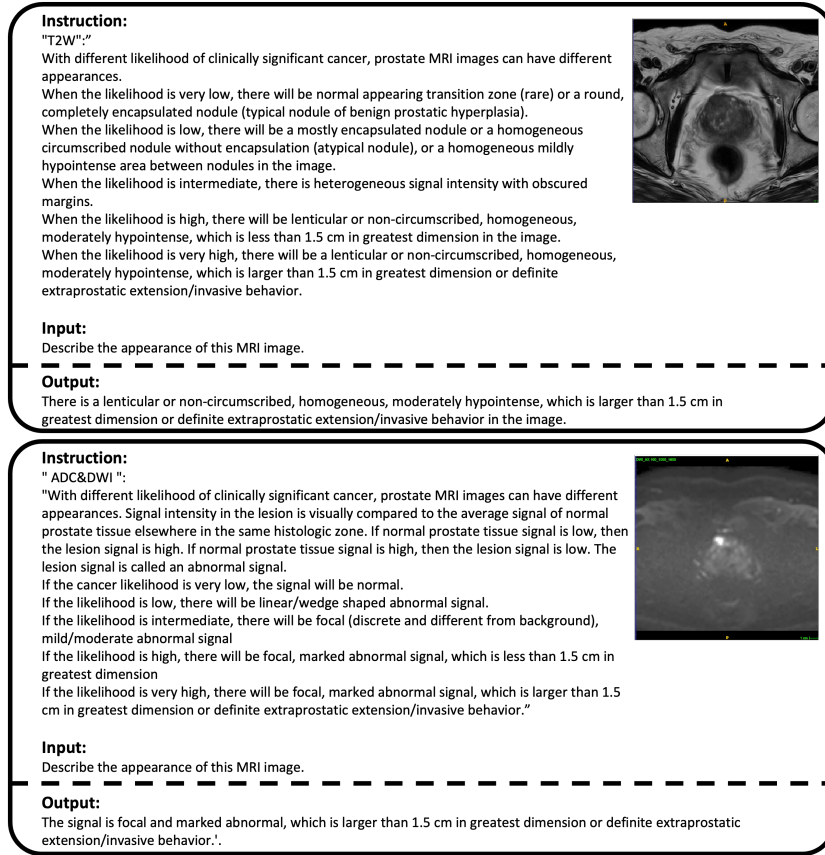 Instruction:
"T2W":”
With different likelihood of clinically significant cancer, prostate MRI images can have different
appearances.
When the likelihood is very low, there will be normal appearing transition zone (rare) or a round,
completely encapsulated nodule (typical nodule of benign prostatic hyperplasia).
When the likelihood is low, there will be a mostly encapsulated nodule or a homogeneous
circumscribed nodule without encapsulation (atypical nodule), or a homogeneous mildly
hypointense area between nodules in the image.
When the likelihood is intermediate, there is heterogeneous signal intensity with obscured
margins.
When the likelihood is high, there will be lenticular or non-circumscribed, homogeneous,
moderately hypointense, which is less than 1.5 cm in greatest dimension in the image.
When the likelihood is very high, there will be a lenticular or non-circumscribed, homogeneous,
moderately hypointense, which is larger than 1.5 cm in greatest dimension or definite
extraprostatic extension/invasive behavior.
Input:
Describe the appearance of this MRI image.
Output:
There is a lenticular or non-circumscribed, homogeneous, moderately hypointense, which is larger than 1.5 cm in
greatest dimension or definite extraprostatic extension/invasive behavior in the image.
Instruction:
" ADC&DWI ":
"With different likelihood of clinically significant cancer, prostate MRI images can have different
appearances. Signal intensity in the lesion is visually compared to the average signal of normal
prostate tissue elsewhere in the same histologic zone. If normal prostate tissue signal is low, then
the lesion signal is high. If normal prostate tissue signal is high, then the lesion signal is low. The
lesion signal is called an abnormal signal.
If the cancer likelihood is very low, the signal will be normal.
If the likelihood is low, there will be linear/wedge shaped abnormal signal.
If the likelihood is intermediate, there will be focal (discrete and different from background),
mild/moderate abnormal signal
If the likelihood is high, there will be focal, marked abnormal signal, which is less than 1.5 cm in
greatest dimension
If the likelihood is very high, there will be focal, marked abnormal signal, which is larger than 1.5
cm in greatest dimension or definite extraprostatic extension/invasive behavior.”
Input:
Describe the appearance of this MRI image.
Output:
The signal is focal and marked abnormal, which is larger than 1.5 cm in greatest dimension or definite extraprostatic
extension/invasive behavior.'.